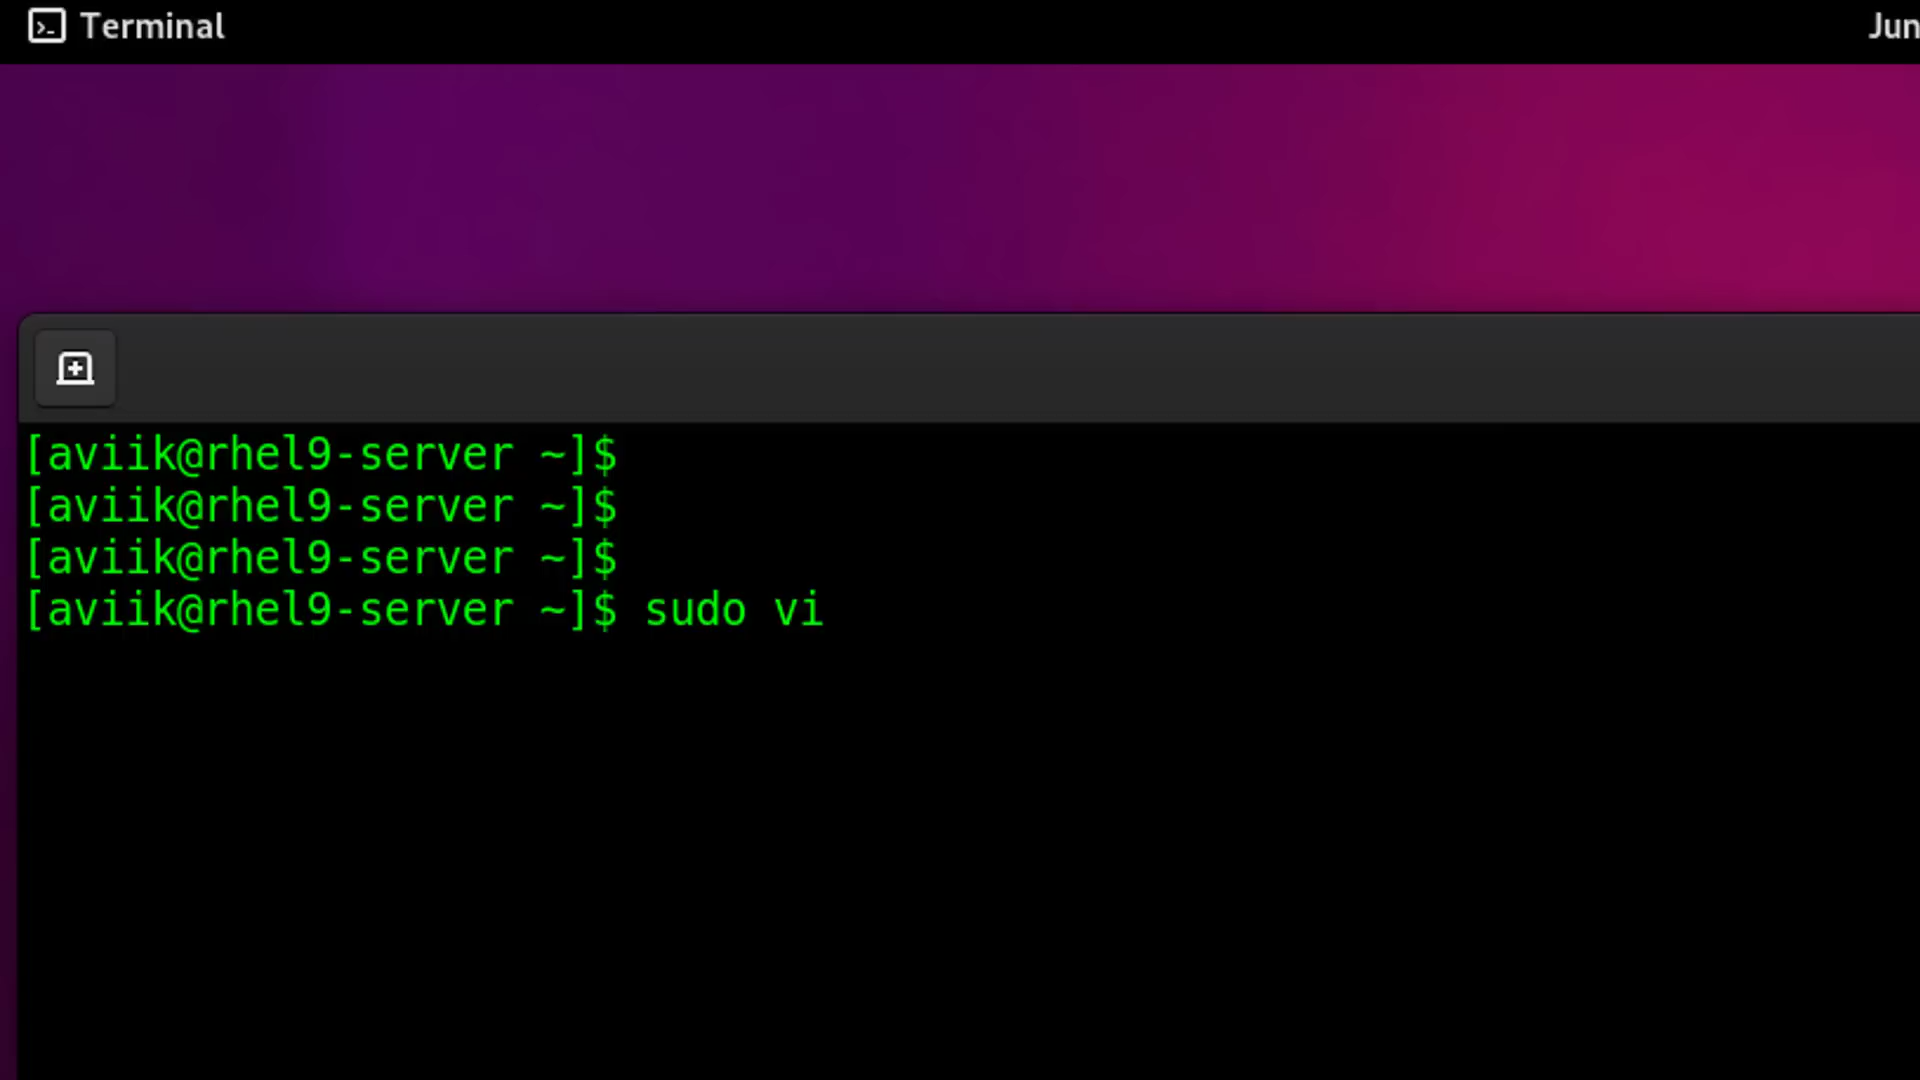 Terminal
Jun
[aviik@rhel9-server ~]$
[aviik@rhel9-server ~]$
[aviik@rhel9-server ~]$
[aviik@rhel9-server ~]$ sudo vi